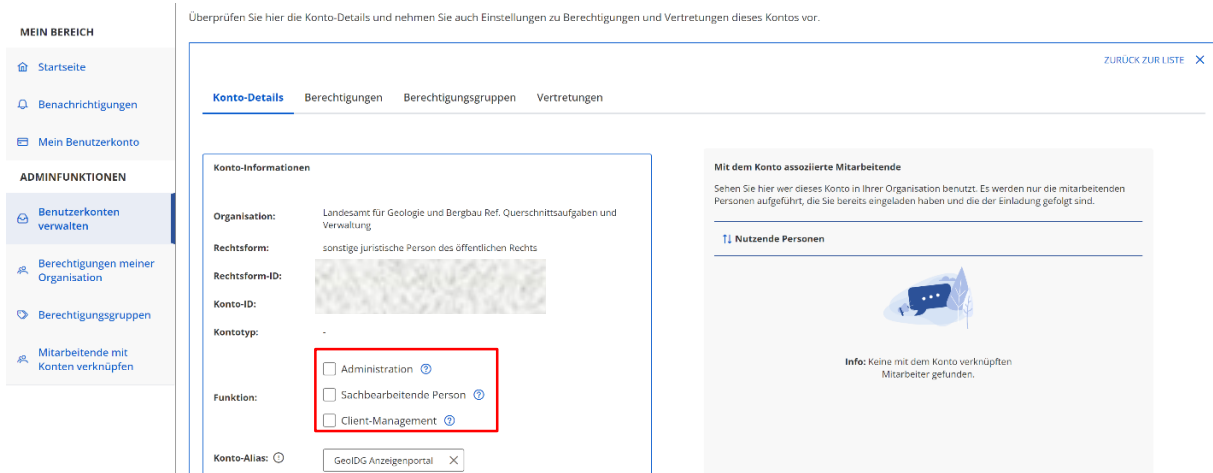 Überprüfen Sie hier die Konto-Details und nehmen Sie auch Einstellungen zu Berechtigungen und Vertretungen dieses Kontos vor.
MEIN BEREICH
Startseite
Benachrichtigungen
Mein Benutzerkonto
ADMINFUNKTIONEN
Benutzerkonten
verwalten
Berechtigungen meiner
Organisation
Berechtigungsgruppen
Mitarbeitende mit
Konten verknüpfen
ZURÜCK ZUR LISTE
Konto-Details Berechtigungen Berechtigungsgruppen Vertretungen
Konto-Informationen
Organisation: Landesamt für Geologie und Bergbau Ref. Querschnittsaufgaben und
Verwaltung
Rechtsform: sonstige juristische Person des öffentlichen Rechts
Rechtsform-ID:
Konto-ID:
Kontotyp: -
Funktion:
Administration
Sachbearbeitende Person
Client-Management
Konto-Alias: GeoIDG Anzeigenportal
Mit dem Konto assoziierte Mitarbeitende
Sehen Sie hier wer dieses Konto in Ihrer Organisation benutzt. Es werden nur die mitarbeitenden
Personen aufgeführt, die Sie bereits eingeladen haben und die der Einladung gefolgt sind.
Nutzende Personen
Info: Keine mit dem Konto verknüpften
Mitarbeiter gefunden.